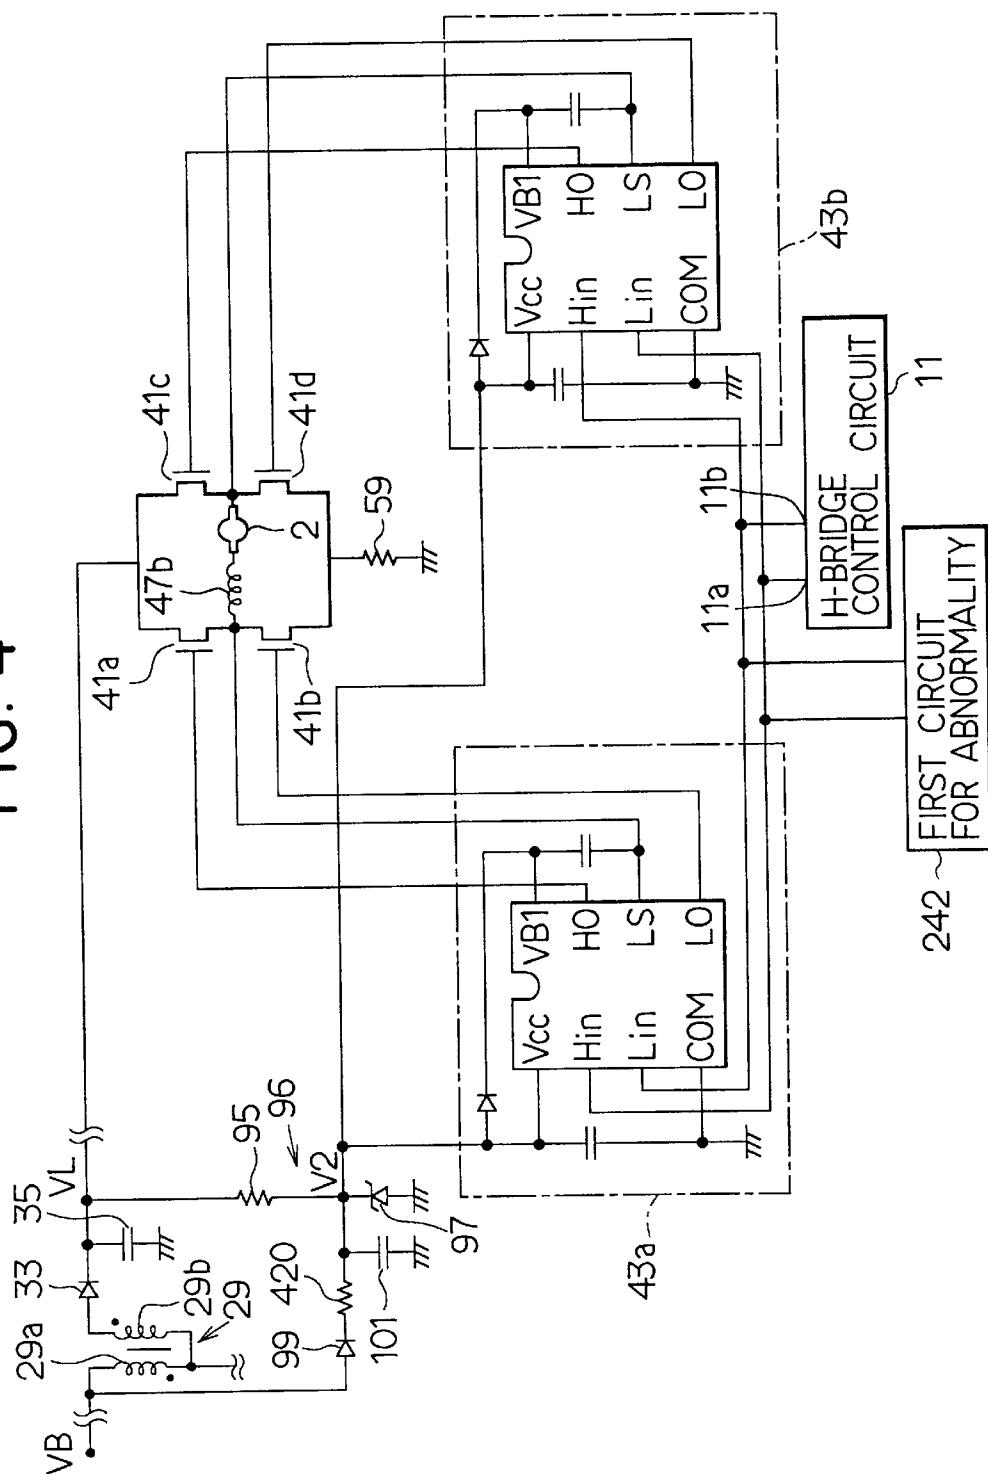 FIG. 4
VB
29a
29b
29
33
35
VL
95
96
V2
99
420
101
97
41a
47b
41b
41c
41d
2
59
43a
Vcc
VB1
Hin
HO
Lin
LS
COM
LO
43b
Vcc
VB1
Hin
HO
Lin
LS
COM
LO
11a
11b
H-BRIDGE
CONTROL CIRCUIT
11
FIRST CIRCUIT
FOR ABNORMALITY
242